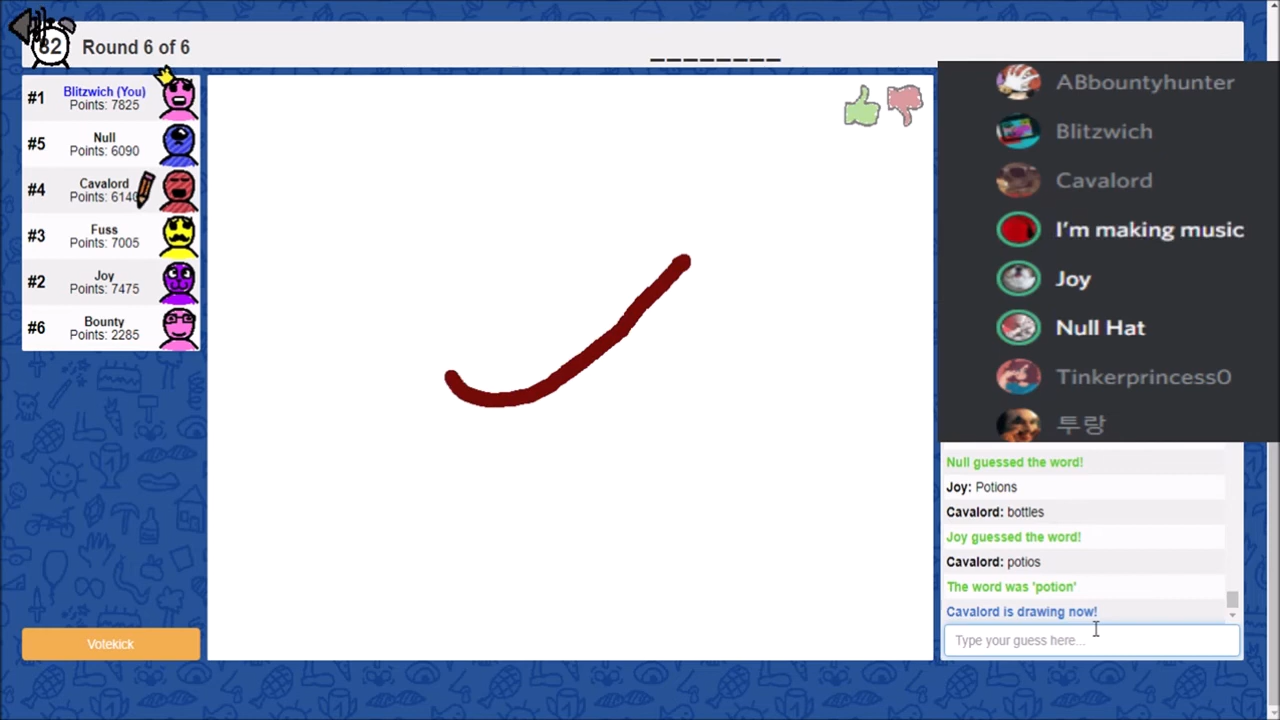 82
Round 6 of 6
________
#1
Blitzwich (You)
Points: 7825
#5
Null
Points: 6090
#4
Cavalord
Points: 6140
#3
Fuss
Points: 7005
#2
Joy
Points: 7475
#6
Bounty
Points: 2285
Votekick
ABbountyhunter
Blitzwich
Cavalord
I'm making music
Joy
Null Hat
Tinkerprincess0
투랑
Null guessed the word!
Joy: Potions
Cavalord: bottles
Joy guessed the word!
Cavalord: potios
The word was 'potion'
Cavalord is drawing now!
Type your guess here...